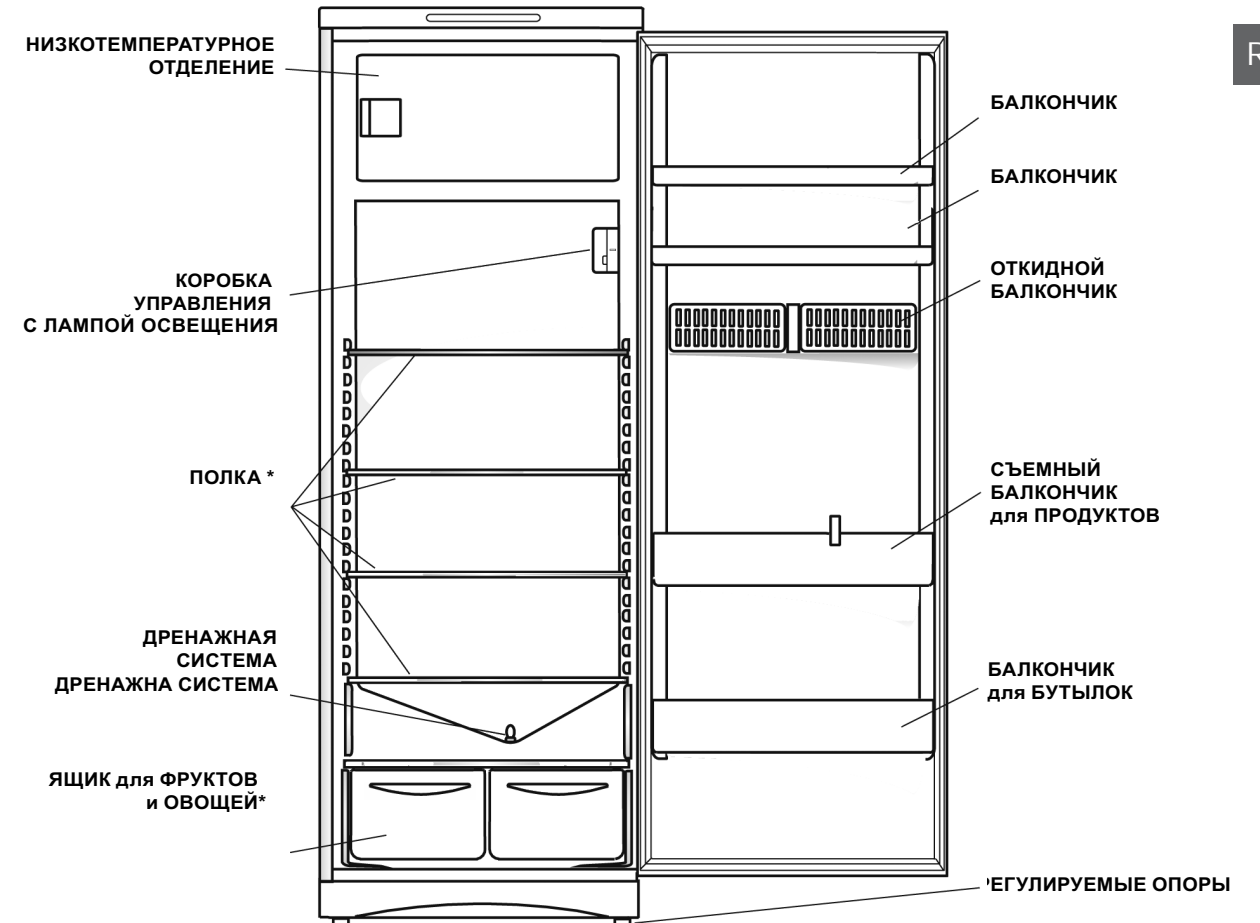 НИЗКОТЕМПЕРАТУРНОЕ
ОТДЕЛЕНИЕ
КОРОБКА
УПРАВЛЕНИЯ
С ЛАМПОЙ ОСВЕЩЕНИЯ
ПОЛКА *
ДРЕНАЖНАЯ
СИСТЕМА
ДРЕНАЖНА СИСТЕМА
ЯЩИК для ФРУКТОВ
и ОВОЩЕЙ*
БАЛКОНЧИК
БАЛКОНЧИК
ОТКИДНОЙ
БАЛКОНЧИК
СЪЕМНЫЙ
БАЛКОНЧИК
для ПРОДУКТОВ
БАЛКОНЧИК
для БУТЫЛОК
РЕГУЛИРУЕМЫЕ ОПОРЫ